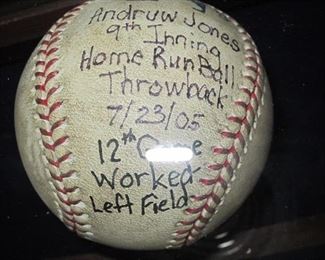 Andruw Jones
9th Inning
Home Run Ball
Throwback
7/23/05
12th Game
Worked
Left Field